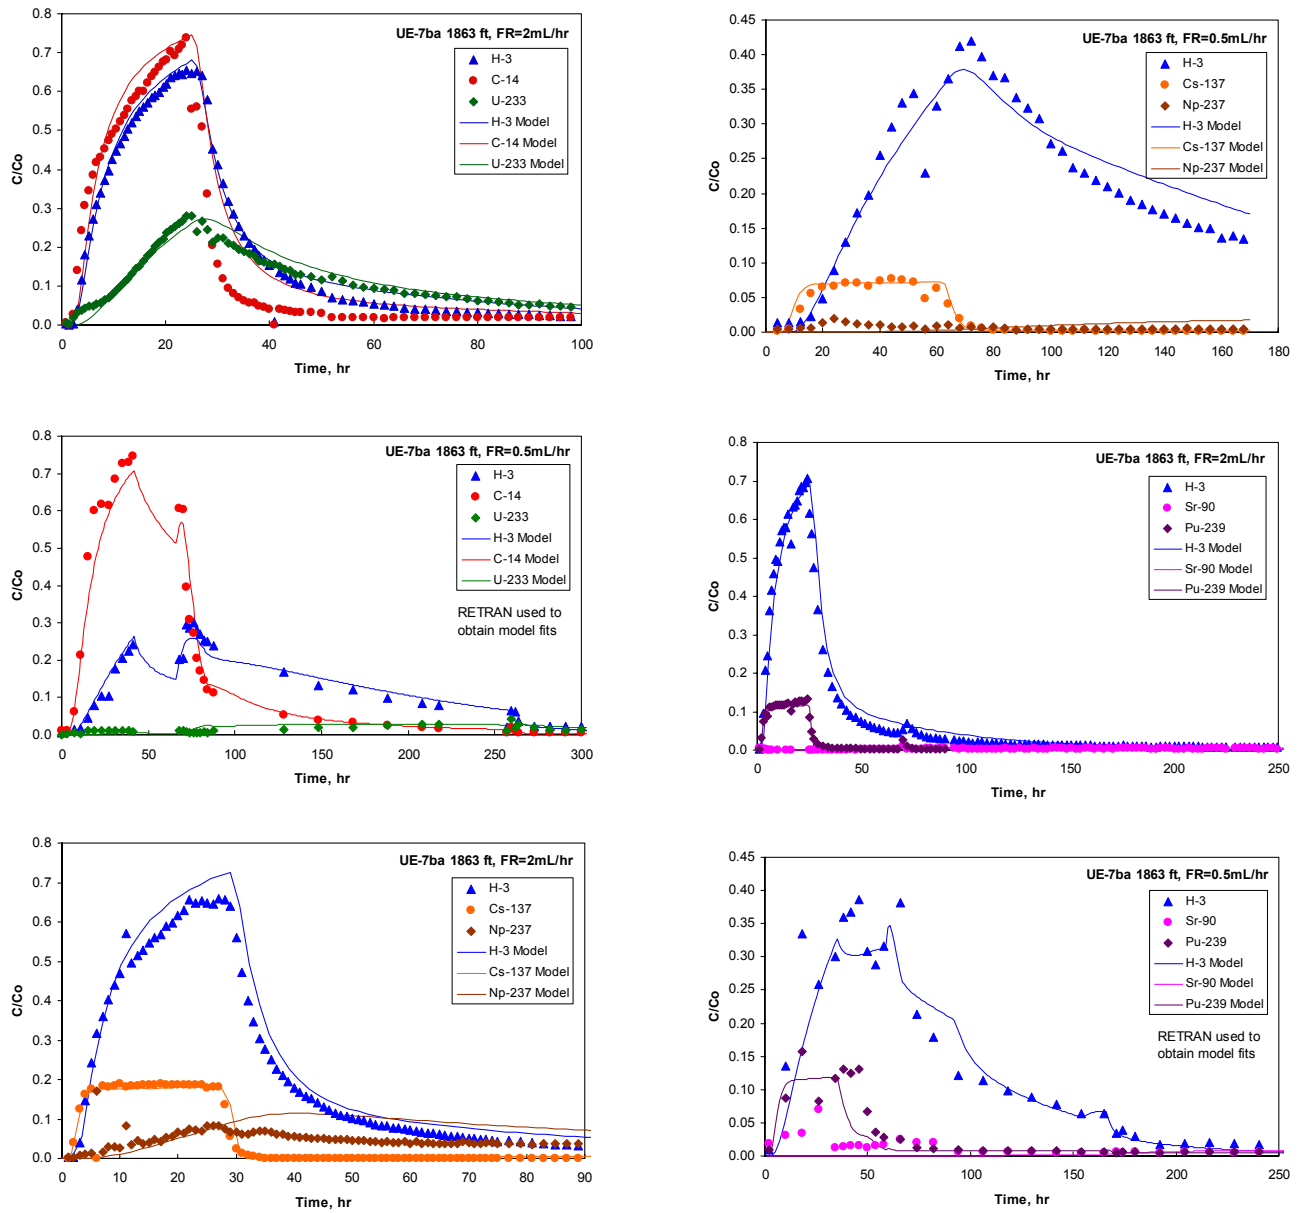 UE-7ba 1863 ft, FR=2mL/hr
H-3
C-14
U-233
H-3 Model
C-14 Model
U-233 Model
C/Co
0.8
0.7
0.6
0.5
0.4
0.3
0.2
0.1
0.0
0 20 40 60 80 100
Time, hr
UE-7ba 1863 ft, FR=0.5mL/hr
H-3
Cs-137
Np-237
H-3 Model
Cs-137 Model
Np-237 Model
C/Co
0.45
0.40
0.35
0.30
0.25
0.20
0.15
0.10
0.05
0.00
0 20 40 60 80 100 120 140 160 180
Time, hr
UE-7ba 1863 ft, FR=0.5mL/hr
H-3
C-14
U-233
H-3 Model
C-14 Model
U-233 Model
RETRAN used to
obtain model fits
C/Co
0.8
0.7
0.6
0.5
0.4
0.3
0.2
0.1
0.0
0 50 100 150 200 250 300
Time, hr
UE-7ba 1863 ft, FR=2mL/hr
H-3
Sr-90
Pu-239
H-3 Model
Sr-90 Model
Pu-239 Model
C/Co
0.8
0.7
0.6
0.5
0.4
0.3
0.2
0.1
0.0
0 50 100 150 200 250
Time, hr
UE-7ba 1863 ft, FR=2mL/hr
H-3
Cs-137
Np-237
H-3 Model
Cs-137 Model
Np-237 Model
C/Co
0.8
0.7
0.6
0.5
0.4
0.3
0.2
0.1
0.0
0 10 20 30 40 50 60 70 80 90
Time, hr
UE-7ba 1863 ft, FR=0.5mL/hr
H-3
Sr-90
Pu-239
H-3 Model
Sr-90 Model
Pu-239 Model
RETRAN used to
obtain model fits
C/Co
0.45
0.40
0.35
0.30
0.25
0.20
0.15
0.10
0.05
0.00
0 50 100 150 200 250
Time, hr